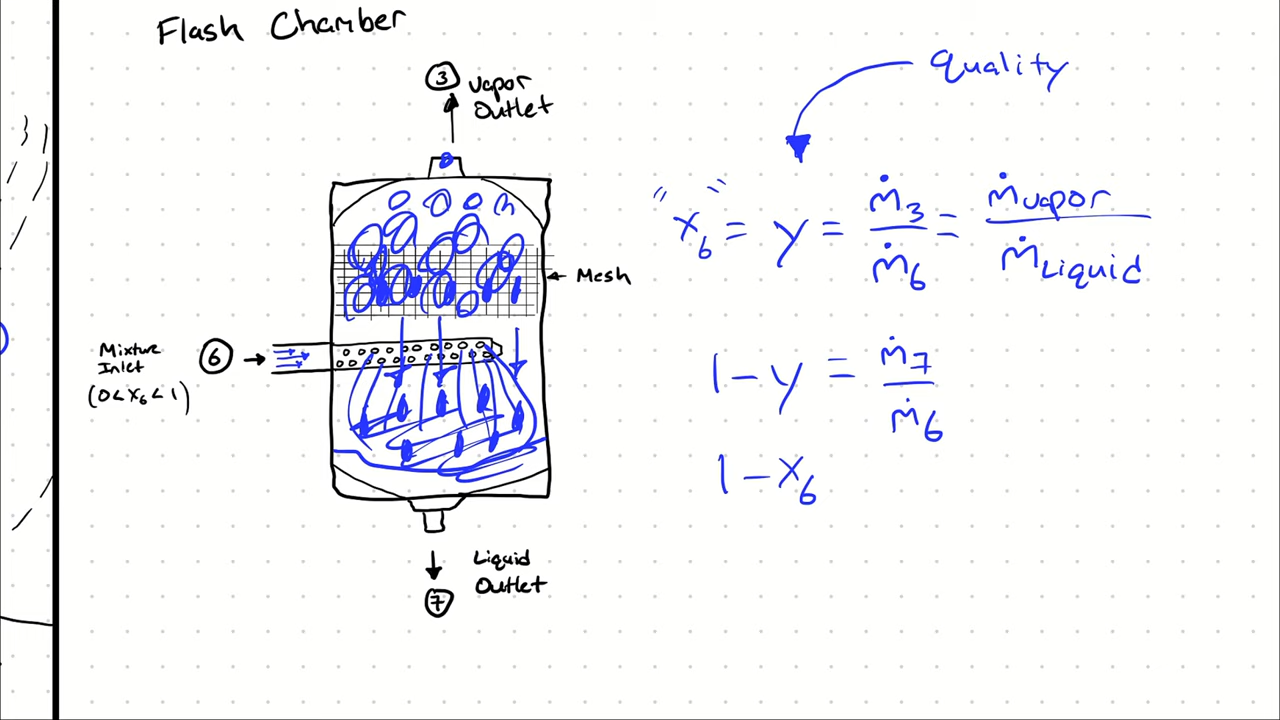 Flash Chamber
3
Vapor
Outlet
Mesh
Mixture
Inlet
(0 < x₆ < 1)
6
Liquid
Outlet
7
quality
"x₆" = y = ṁ₃/ṁ₆ = ṁvapor/ṁLiquid
1 - y = ṁ₇/ṁ₆
1 - x₆